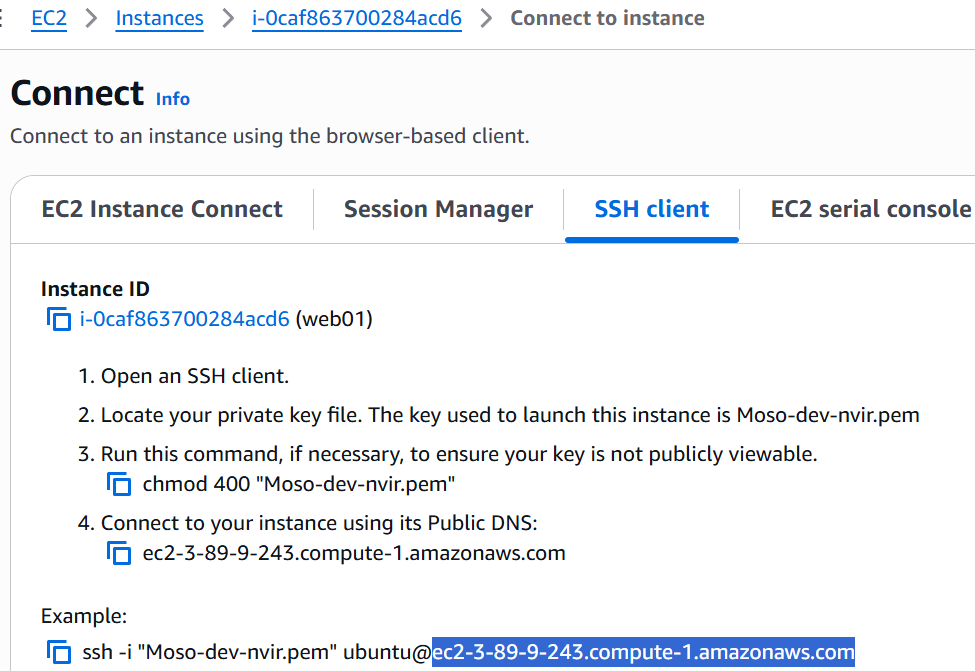 EC2 > Instances > i-0caf863700284acd6 > Connect to instance
Connect Info
Connect to an instance using the browser-based client.
EC2 Instance Connect Session Manager SSH client EC2 serial console
Instance ID
i-0caf863700284acd6 (web01)
1. Open an SSH client.
2. Locate your private key file. The key used to launch this instance is Moso-dev-nvir.pem
3. Run this command, if necessary, to ensure your key is not publicly viewable.
chmod 400 "Moso-dev-nvir.pem"
4. Connect to your instance using its Public DNS:
ec2-3-89-9-243.compute-1.amazonaws.com
Example:
ssh -i "Moso-dev-nvir.pem" ubuntu@ec2-3-89-9-243.compute-1.amazonaws.com